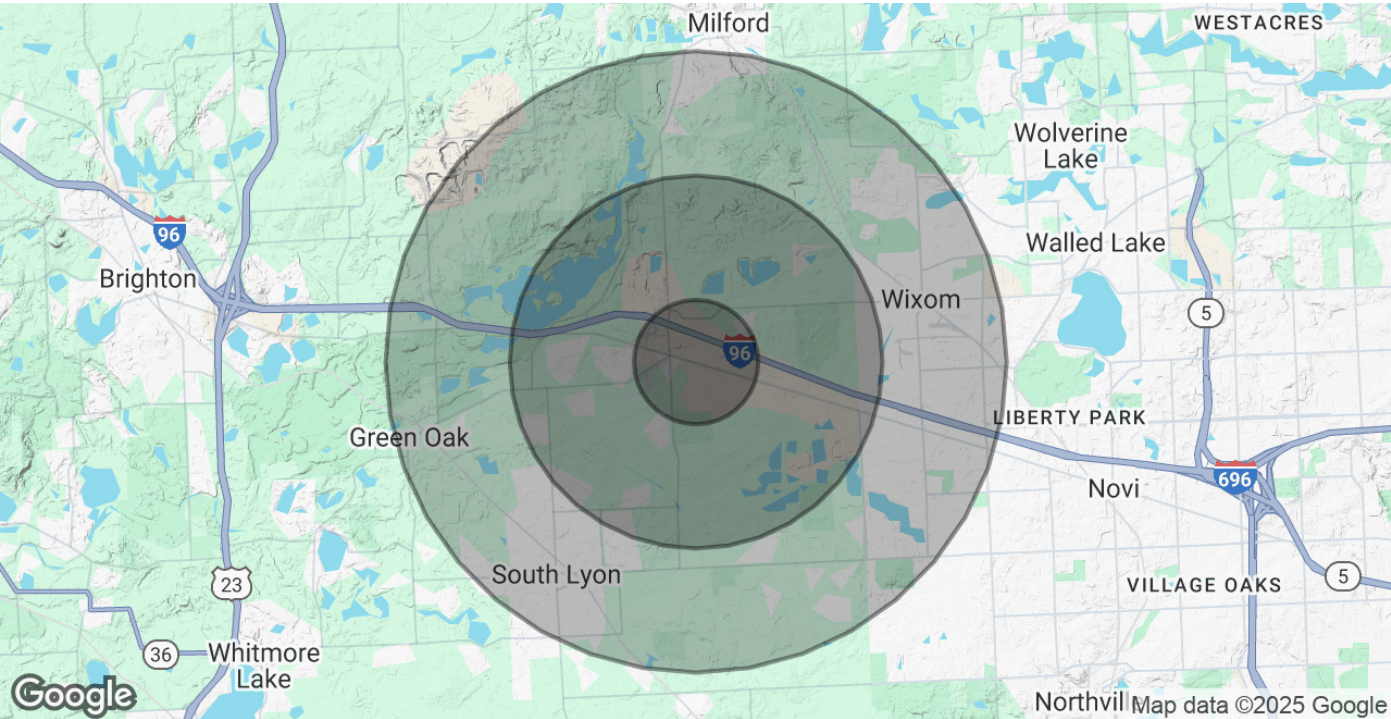 Milford
WESTACRES
Wolverine
Lake
96
Walled Lake
Brighton
Wixom
5
96
LIBERTY PARK
Green Oak
696
Novi
South Lyon
23
VILLAGE OAKS
5
36
Whitmore
Lake
Google
Northvill
Map data ©2025 Google